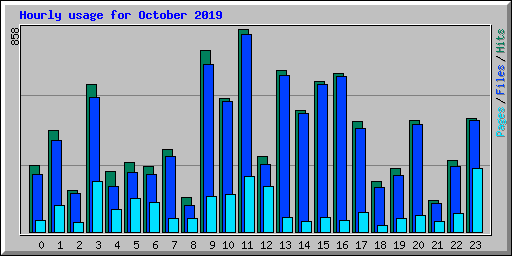 Hourly usage for October 2019
858
Pages/Files/Hits
0 1 2 3 4 5 6 7 8 9 10 11 12 13 14 15 16 17 18 19 20 21 22 23